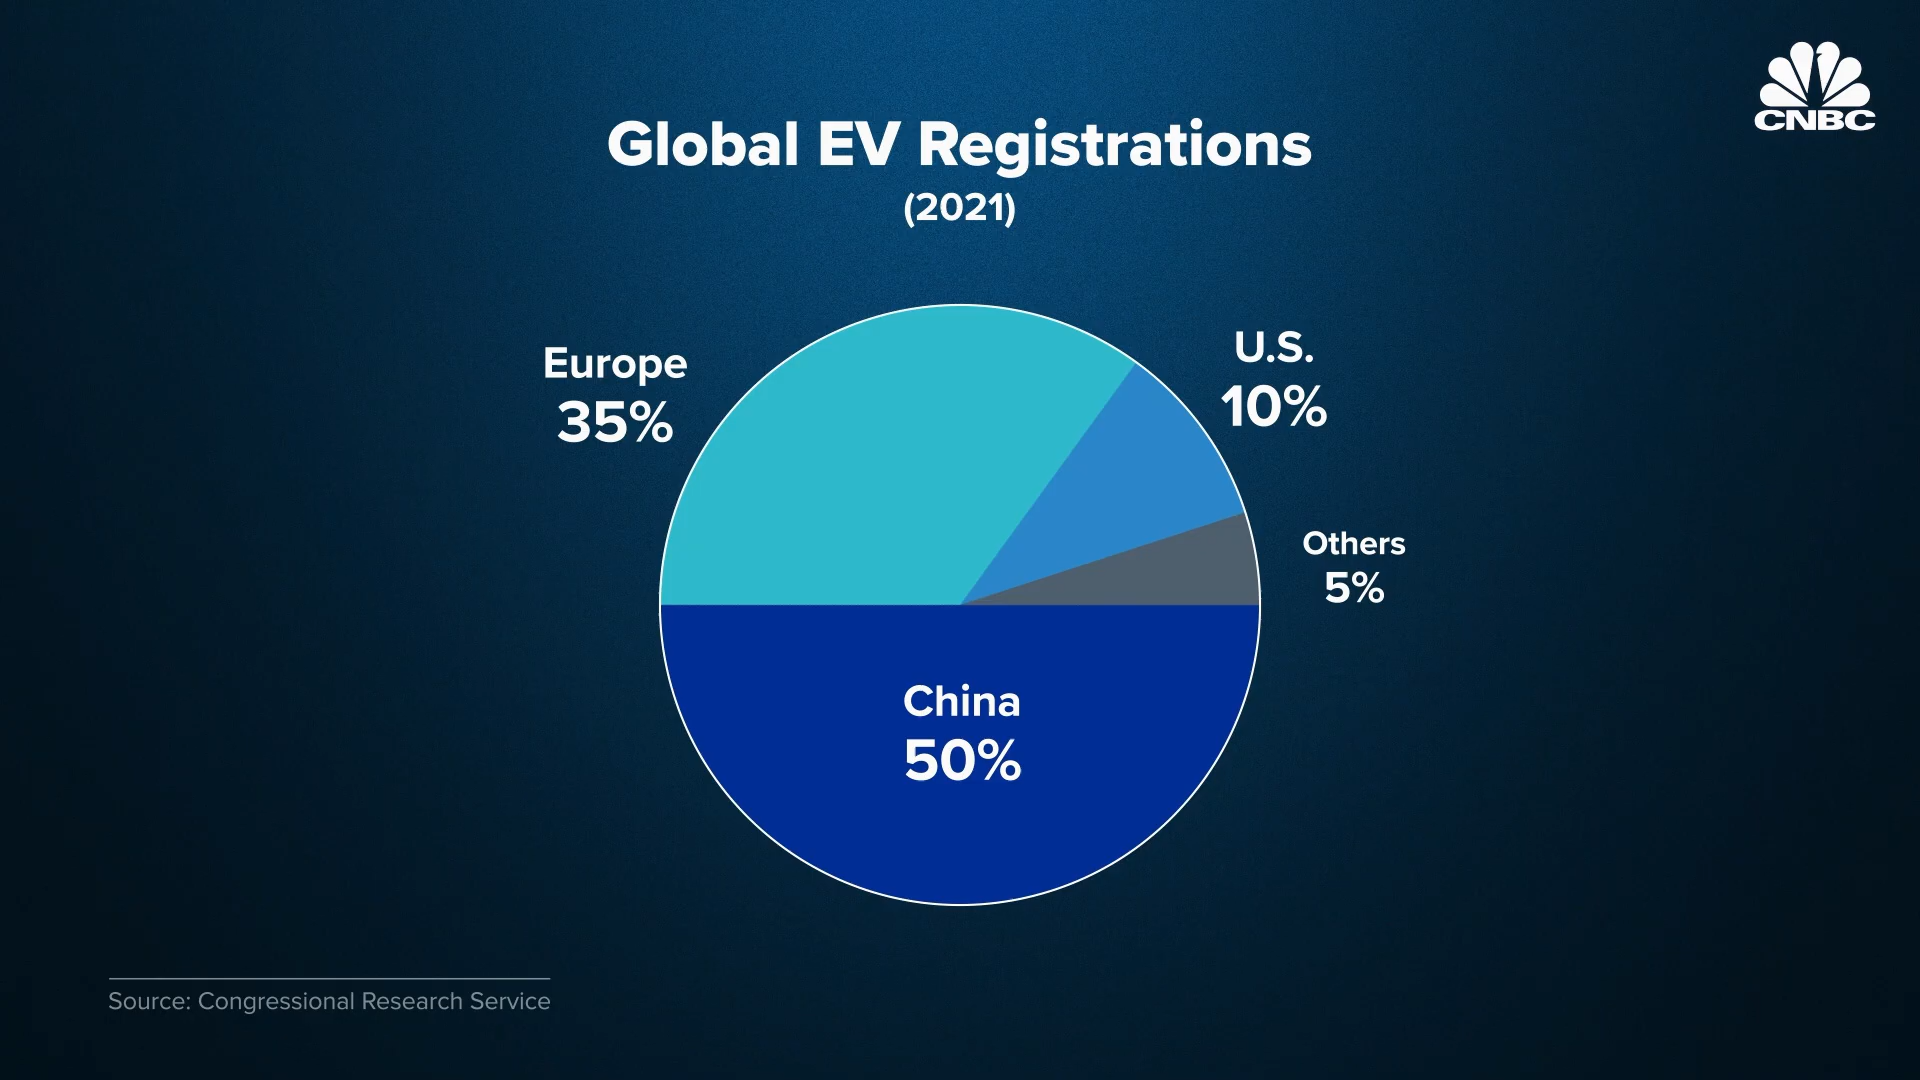 CNBC
Global EV Registrations
(2021)
Europe
35%
U.S.
10%
Others
5%
China
50%
Source: Congressional Research Service